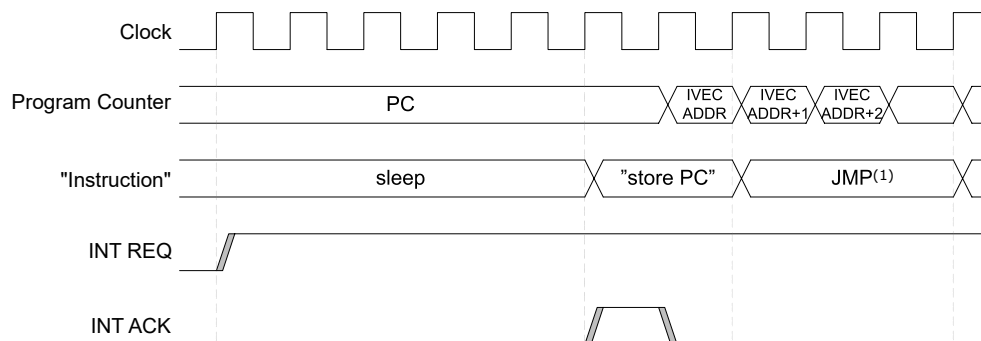 Clock
Program Counter
PC
IVEC
ADDR
IVEC
ADDR+1
IVEC
ADDR+2
"Instruction"
sleep
”store PC”
JMP(1)
INT REQ
INT ACK